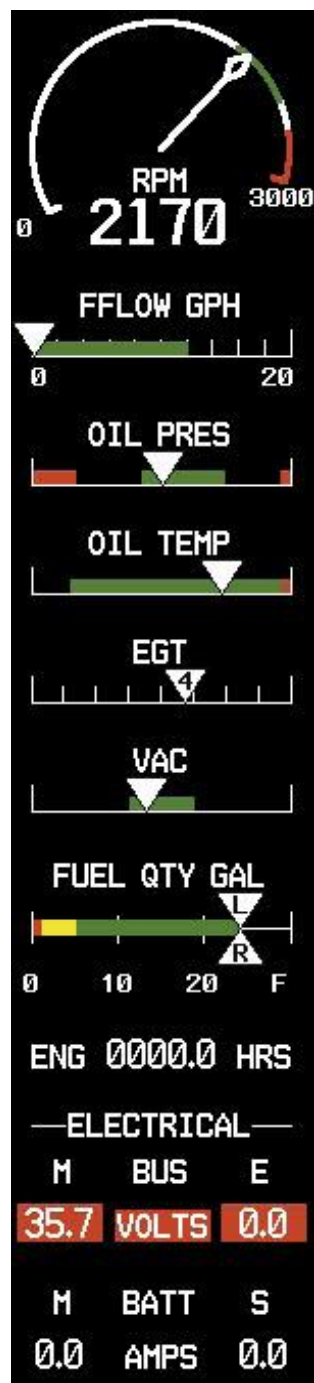 RPM
0 2170 3000
FFLOW GPH
0 20
OIL PRES
OIL TEMP
EGT
4
VAC
FUEL QTY GAL
L
R
0 10 20 F
ENG 0000.0 HRS
ELECTRICAL
M BUS E
35.7 VOLTS 0.0
M BATT S
0.0 AMPS 0.0